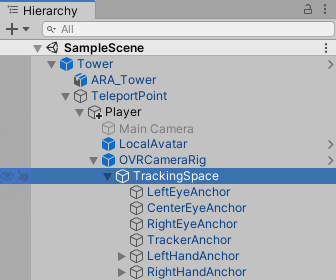 Hierarchy
All
SampleScene
Tower
ARA_Tower
TeleportPoint
Player
Main Camera
LocalAvatar
OVRCameraRig
TrackingSpace
LeftEyeAnchor
CenterEyeAnchor
RightEyeAnchor
TrackerAnchor
LeftHandAnchor
RightHandAnchor